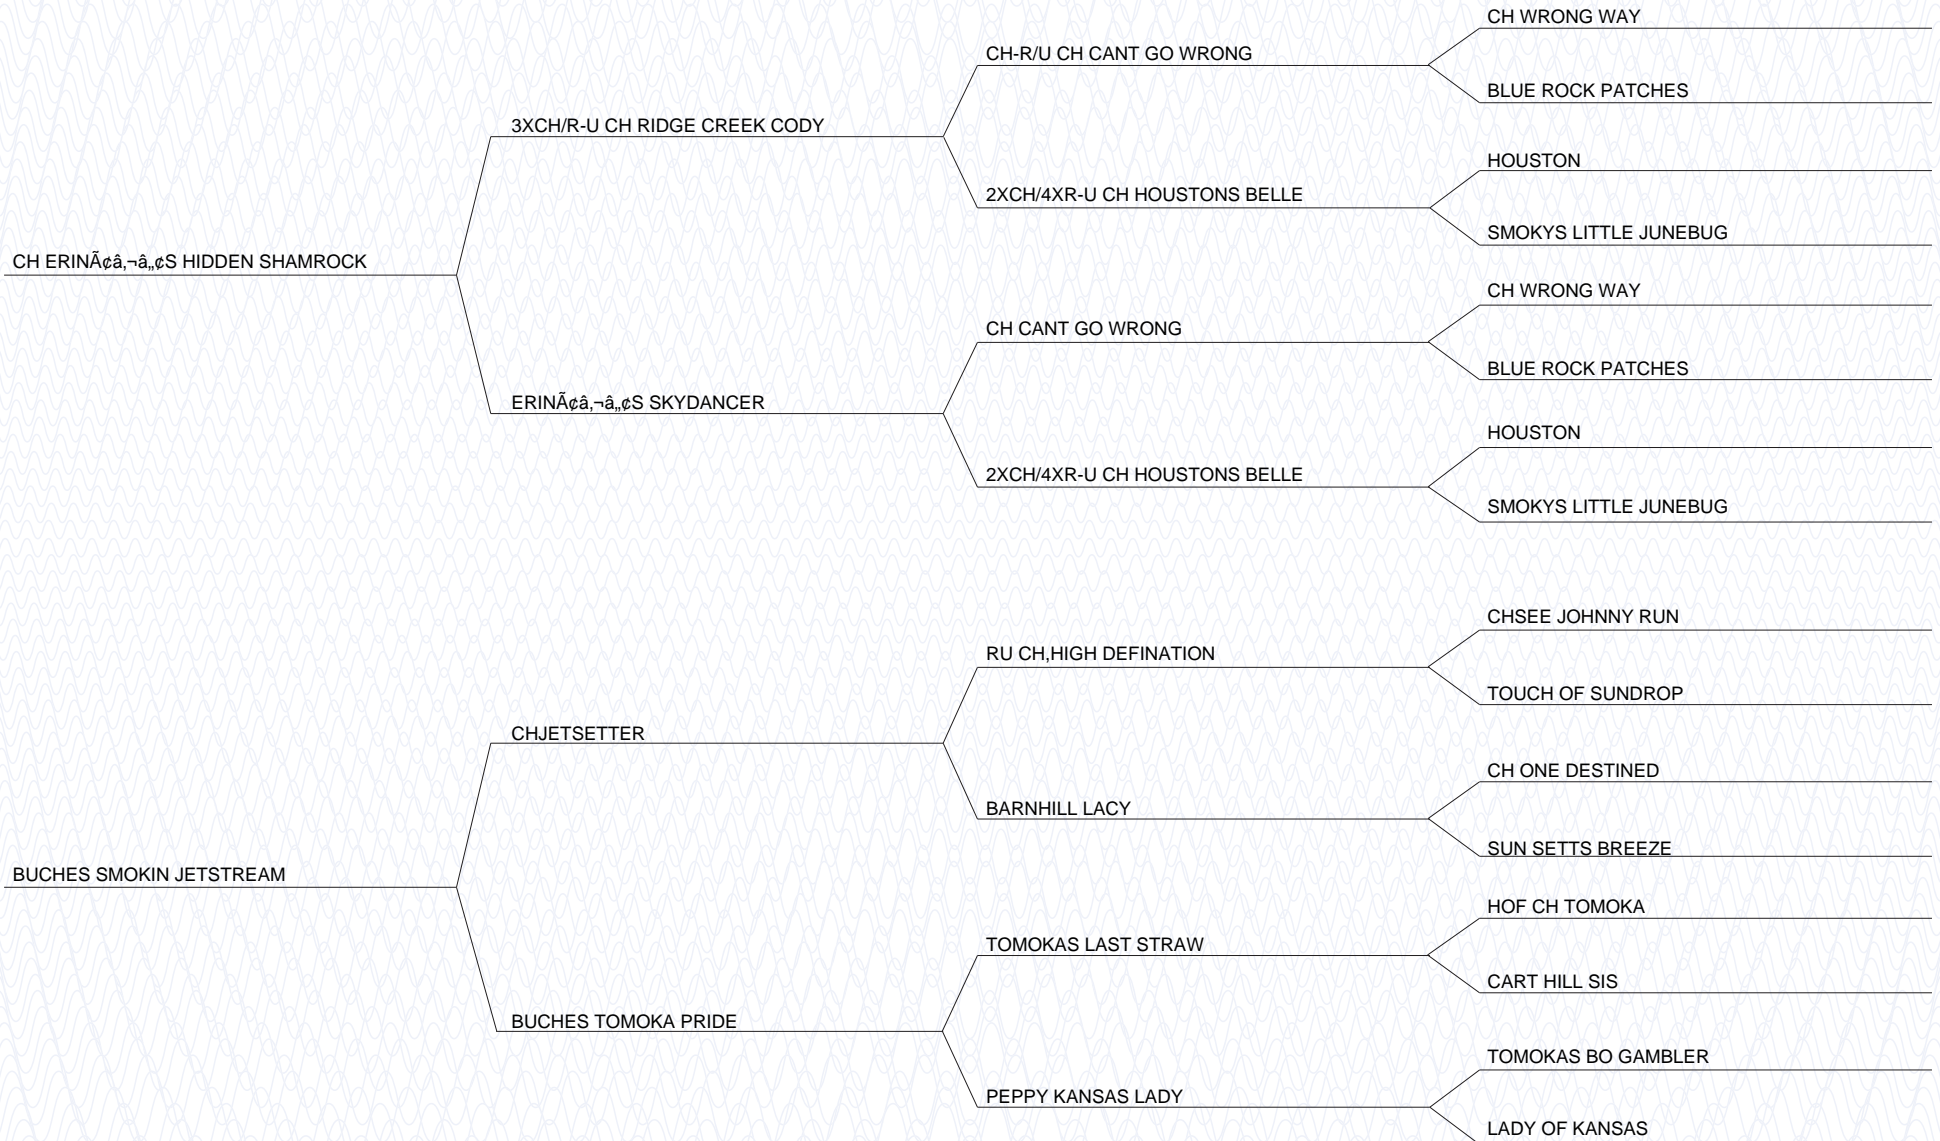 CH WRONG WAY
CH-R/U CH CANT GO WRONG
BLUE ROCK PATCHES
3XCH/R-U CH RIDGE CREEK CODY
HOUSTON
2XCH/4XR-U CH HOUSTONS BELLE
SMOKYS LITTLE JUNEBUG
CH ERINÃ¢â‚¬â„¢S HIDDEN SHAMROCK
CH WRONG WAY
CH CANT GO WRONG
BLUE ROCK PATCHES
ERINÃ¢â‚¬â„¢S SKYDANCER
HOUSTON
2XCH/4XR-U CH HOUSTONS BELLE
SMOKYS LITTLE JUNEBUG
CHSEE JOHNNY RUN
RU CH,HIGH DEFINATION
TOUCH OF SUNDROP
CHJETSETTER
CH ONE DESTINED
BARNHILL LACY
SUN SETTS BREEZE
BUCHES SMOKIN JETSTREAM
HOF CH TOMOKA
TOMOKAS LAST STRAW
CART HILL SIS
BUCHES TOMOKA PRIDE
TOMOKAS BO GAMBLER
PEPPY KANSAS LADY
LADY OF KANSAS